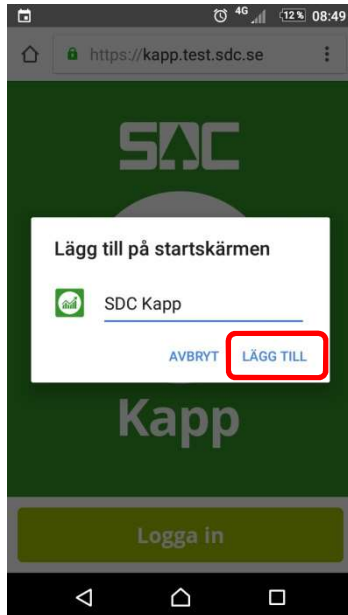 4G 12% 08:49
https://kapp.test.sdc.se
SDC
Lägg till på startskärmen
SDC Kapp
AVBRYT LÄGG TILL
Kapp
Logga in